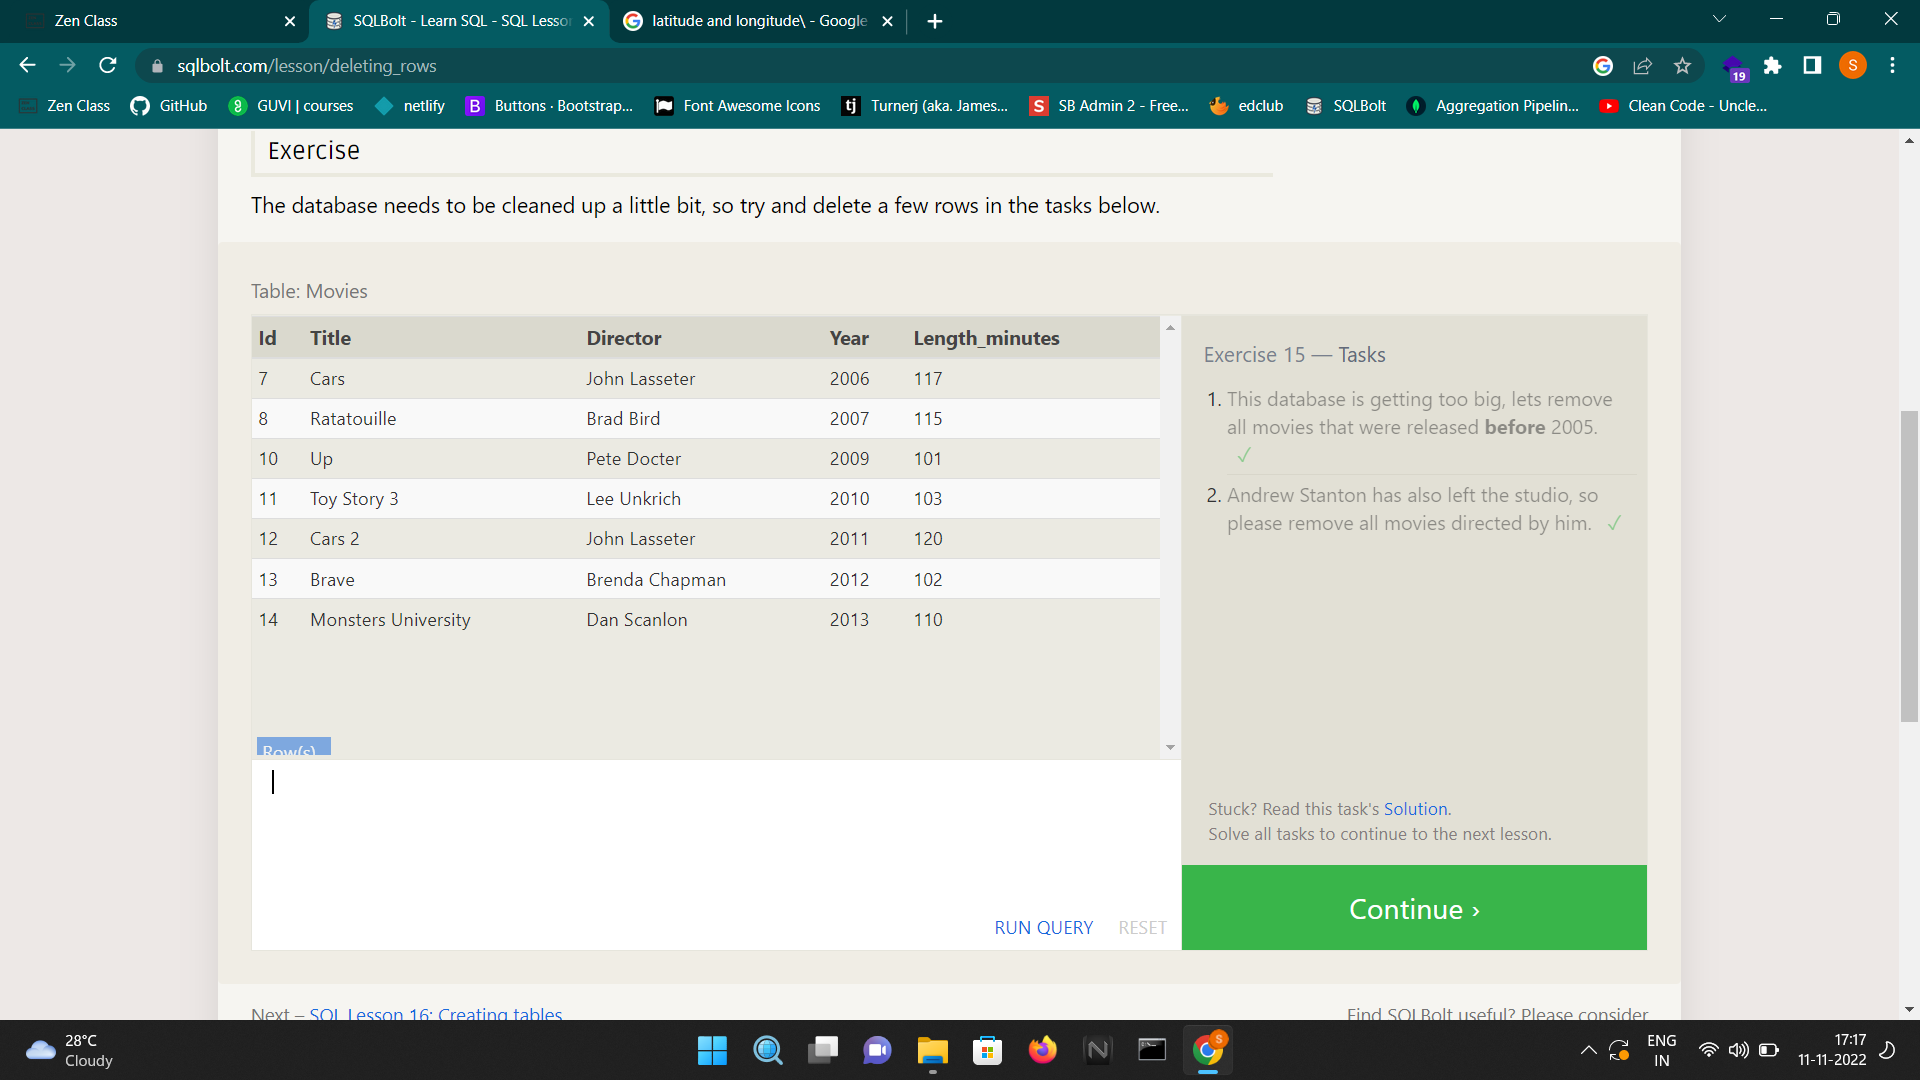 Zen Class
SQLBolt - Learn SQL - SQL Lesson
latitude and longitude\ - Google
sqlbolt.com/lesson/deleting_rows
19
S
Zen Class
GitHub
GUVI | courses
netlify
B Buttons · Bootstrap...
Font Awesome Icons
tj Turnerj (aka. James...
S SB Admin 2 - Free...
edclub
SQLBolt
Aggregation Pipelin...
Clean Code - Uncle...
Exercise
The database needs to be cleaned up a little bit, so try and delete a few rows in the tasks below.
Table: Movies
Id Title Director Year Length_minutes
7 Cars John Lasseter 2006 117
8 Ratatouille Brad Bird 2007 115
10 Up Pete Docter 2009 101
11 Toy Story 3 Lee Unkrich 2010 103
12 Cars 2 John Lasseter 2011 120
13 Brave Brenda Chapman 2012 102
14 Monsters University Dan Scanlon 2013 110
Row(s)
RUN QUERY RESET
Exercise 15 — Tasks
1. This database is getting too big, lets remove
all movies that were released before 2005.
✓
2. Andrew Stanton has also left the studio, so
please remove all movies directed by him. ✓
Stuck? Read this task's Solution.
Solve all tasks to continue to the next lesson.
Continue ›
Next – SQL Lesson 16: Creating tables
Find SQLBolt useful? Please consider
28°C
Cloudy
S
ENG
IN
17:17
11-11-2022